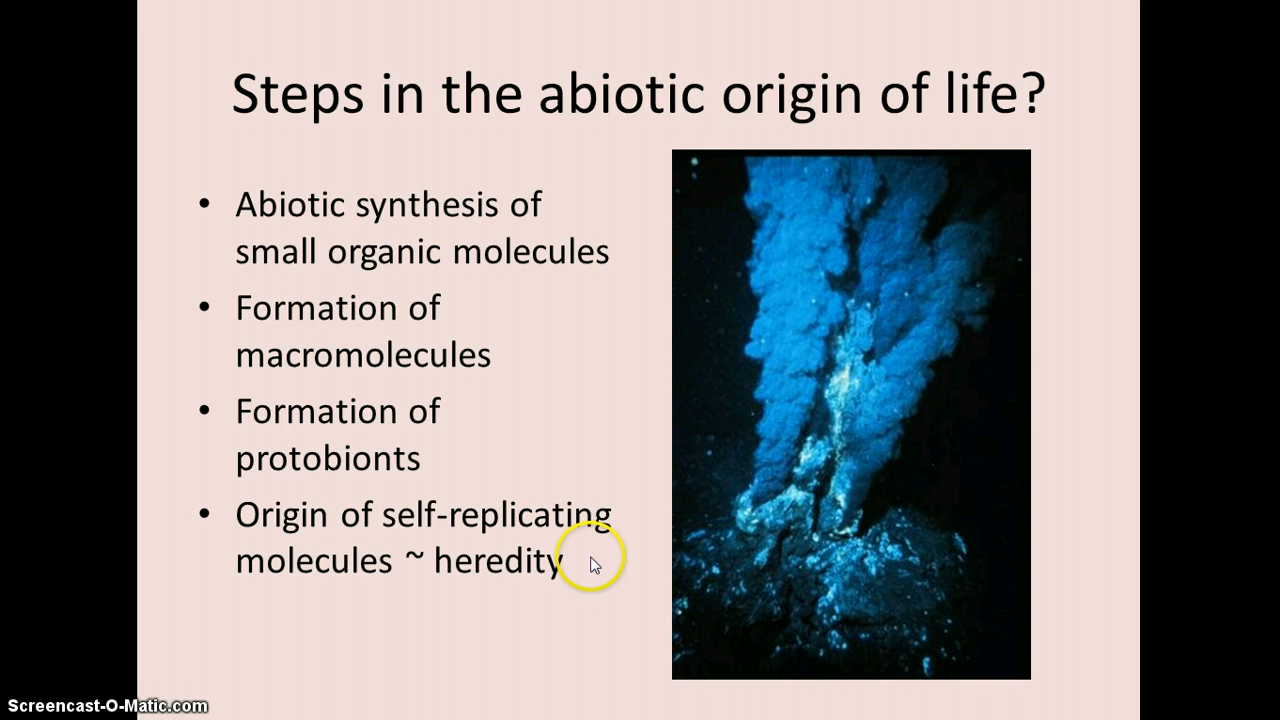 Steps in the abiotic origin of life?
• Abiotic synthesis of
small organic molecules
• Formation of
macromolecules
• Formation of
protobionts
• Origin of self-replicating
molecules ~ heredity
Screencast-O-Matic.com